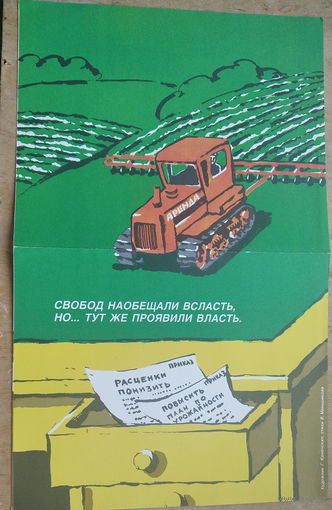 АРЕНДА
СВОБОД НАОБЕЩАЛИ ВСЛАСТЬ,
НО... ТУТ ЖЕ ПРОЯВИЛИ ВЛАСТЬ.
ПРИКАЗ
РАСЦЕНКИ
ПОНИЗИТЬ
ПРИКАЗ
ПОВЫСИТЬ
ПЛАН ПО
УРОЖАЙНОСТИ